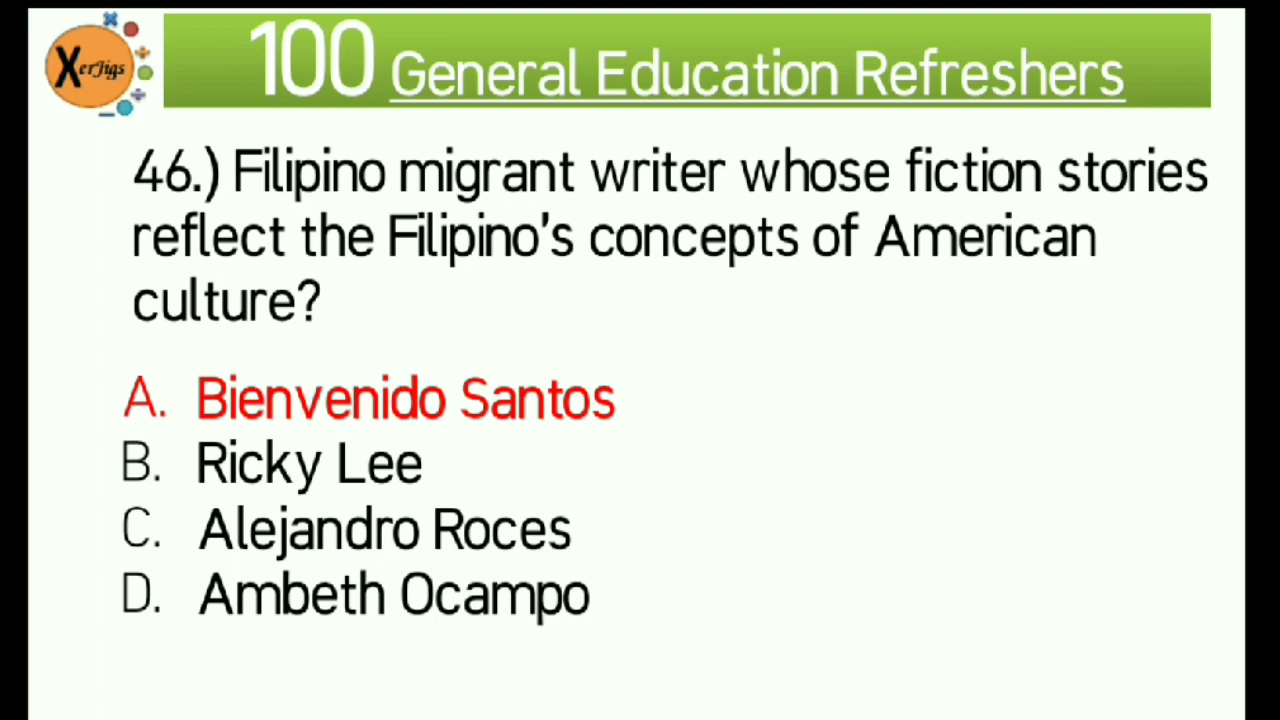 XerJigs
100 General Education Refreshers
46.) Filipino migrant writer whose fiction stories
reflect the Filipino's concepts of American
culture?
A. Bienvenido Santos
B. Ricky Lee
C. Alejandro Roces
D. Ambeth Ocampo